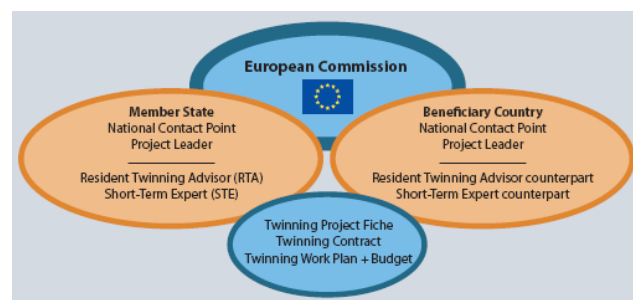 European Commission
Member State
National Contact Point
Project Leader
Resident Twinning Advisor (RTA)
Short-Term Expert (STE)
Beneficiary Country
National Contact Point
Project Leader
Resident Twinning Advisor counterpart
Short-Term Expert counterpart
Twinning Project Fiche
Twinning Contract
Twinning Work Plan + Budget